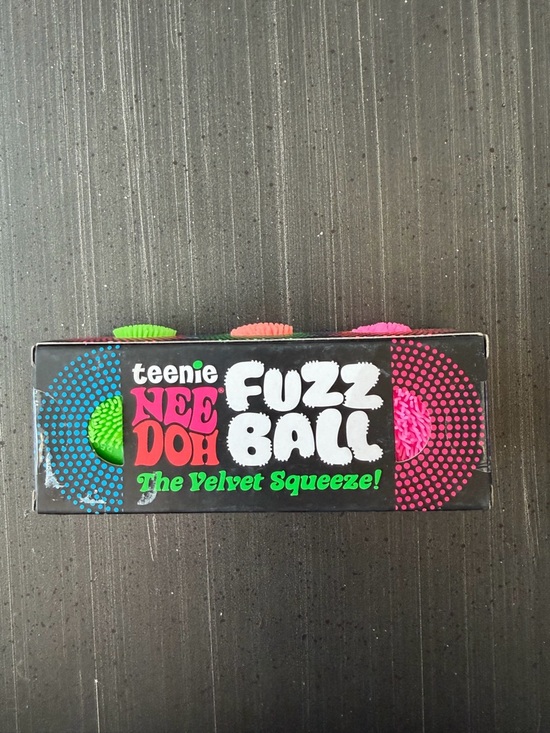 teenie
NEE
DOH
FUZZ
BALL
The Velvet Squeeze!